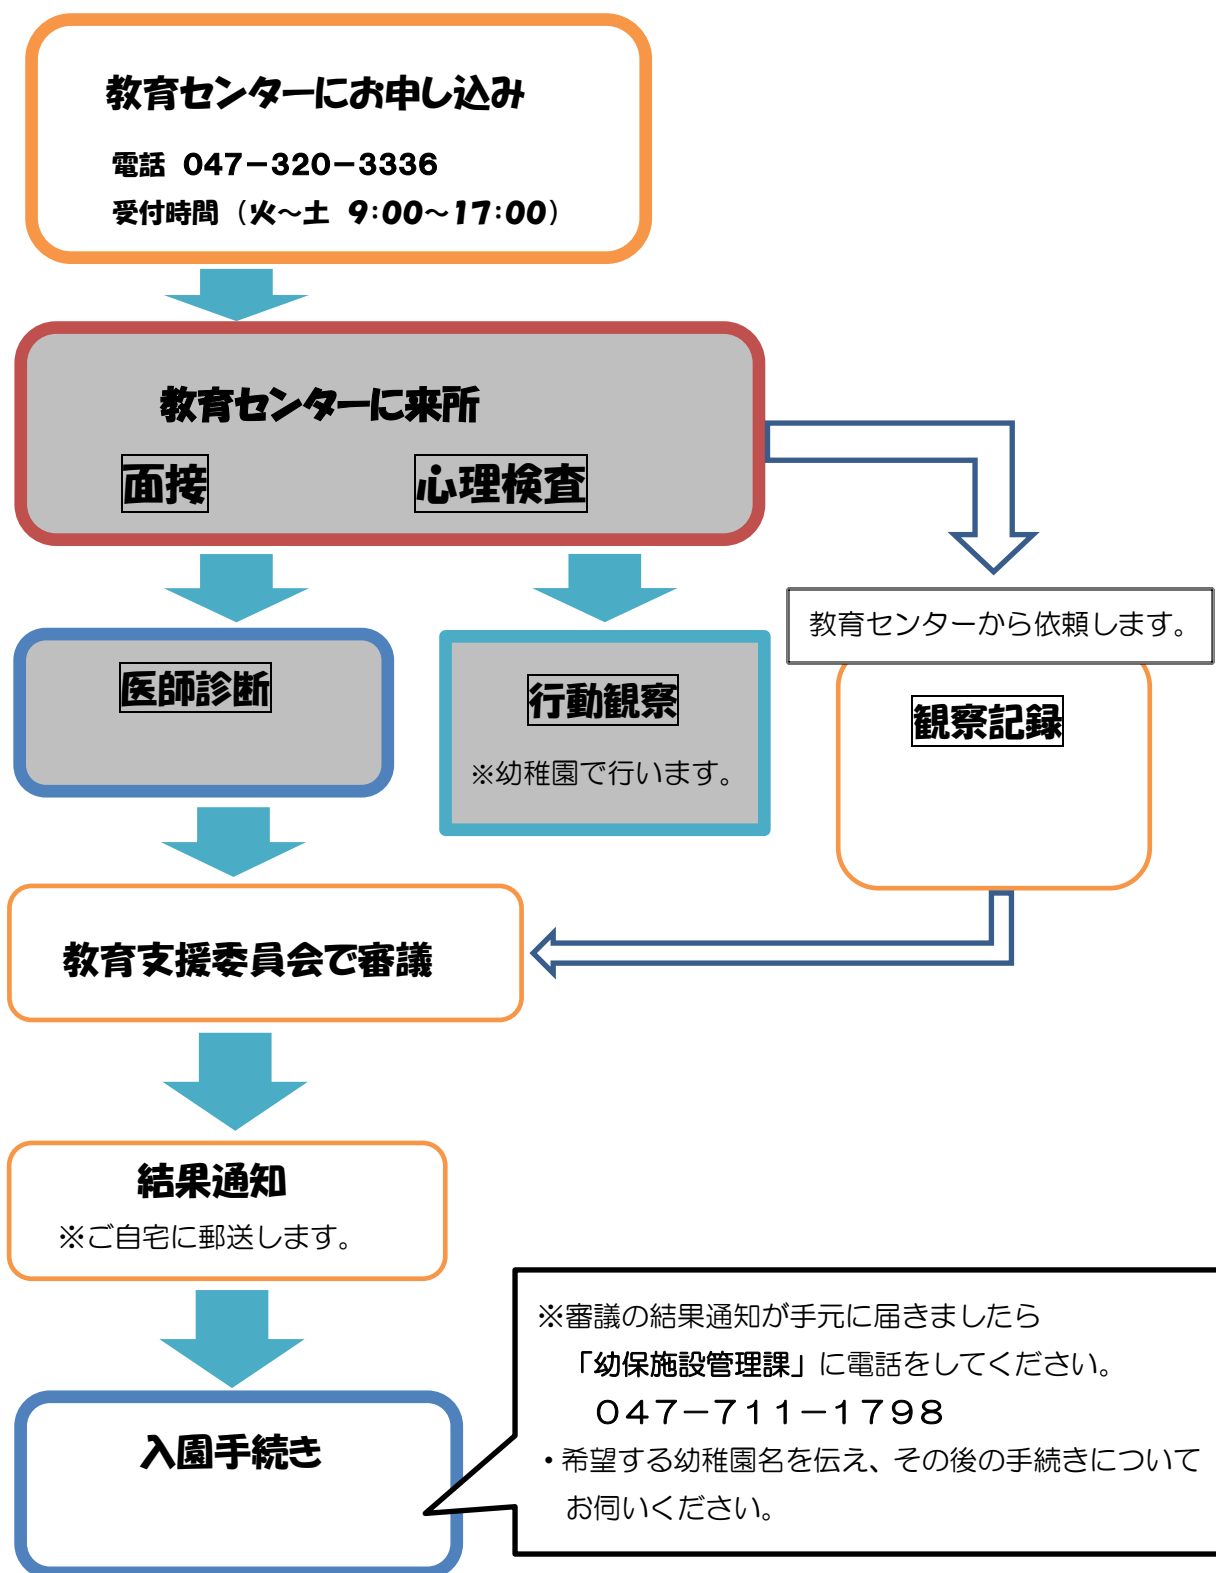 教育センターにお申し込み
電話 047－320－3336
受付時間（火～土 9:00～17:00）
教育センターに来所
面接 心理検査
教育センターから依頼します。
医師診断
行動観察
※幼稚園で行います。
観察記録
教育支援委員会で審議
結果通知
※ご自宅に郵送します。
入園手続き
※審議の結果通知が手元に届きましたら
「幼保施設管理課」に電話をしてください。
047－711－1798
・希望する幼稚園名を伝え、その後の手続きについて
お伺いください。